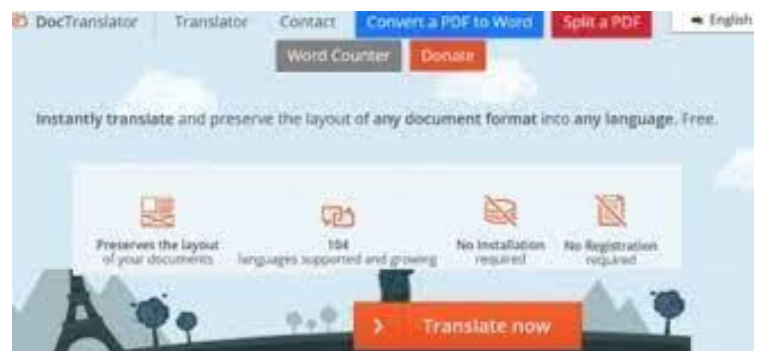 DocTranslator Translator Contact Convert a PDF to Word Split a PDF English
Word Counter Donate
Instantly translate and preserve the layout of any document format into any language. Free.
Preserves the layout
of your documents
104
languages supported and growing
No Installation
required
No Registration
required
Translate now